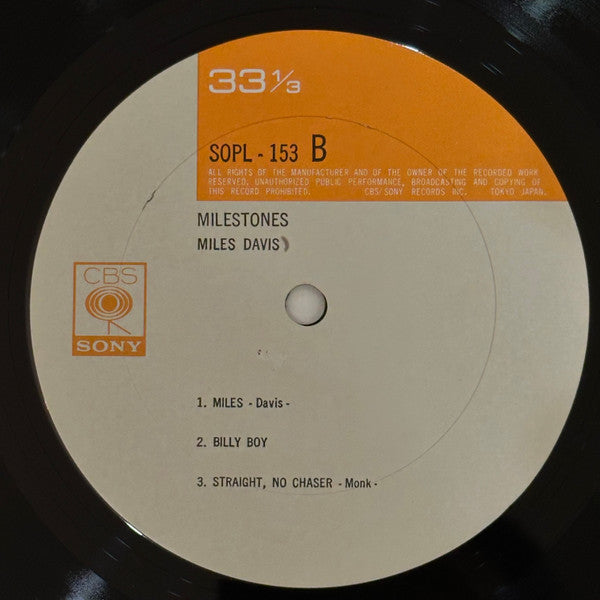 33⅓
SOPL - 153 B
ALL RIGHTS OF THE MANUFACTURER AND OF THE OWNER OF THE RECORDED WORK
RESERVED. UNAUTHORIZED PUBLIC PERFORMANCE, BROADCASTING AND COPYING OF
THIS RECORD PROHIBITED. CBS/SONY RECORDS INC. TOKYO JAPAN.
MILESTONES
MILES DAVIS
CBS
SONY
1. MILES - Davis -
2. BILLY BOY
3. STRAIGHT, NO CHASER - Monk -